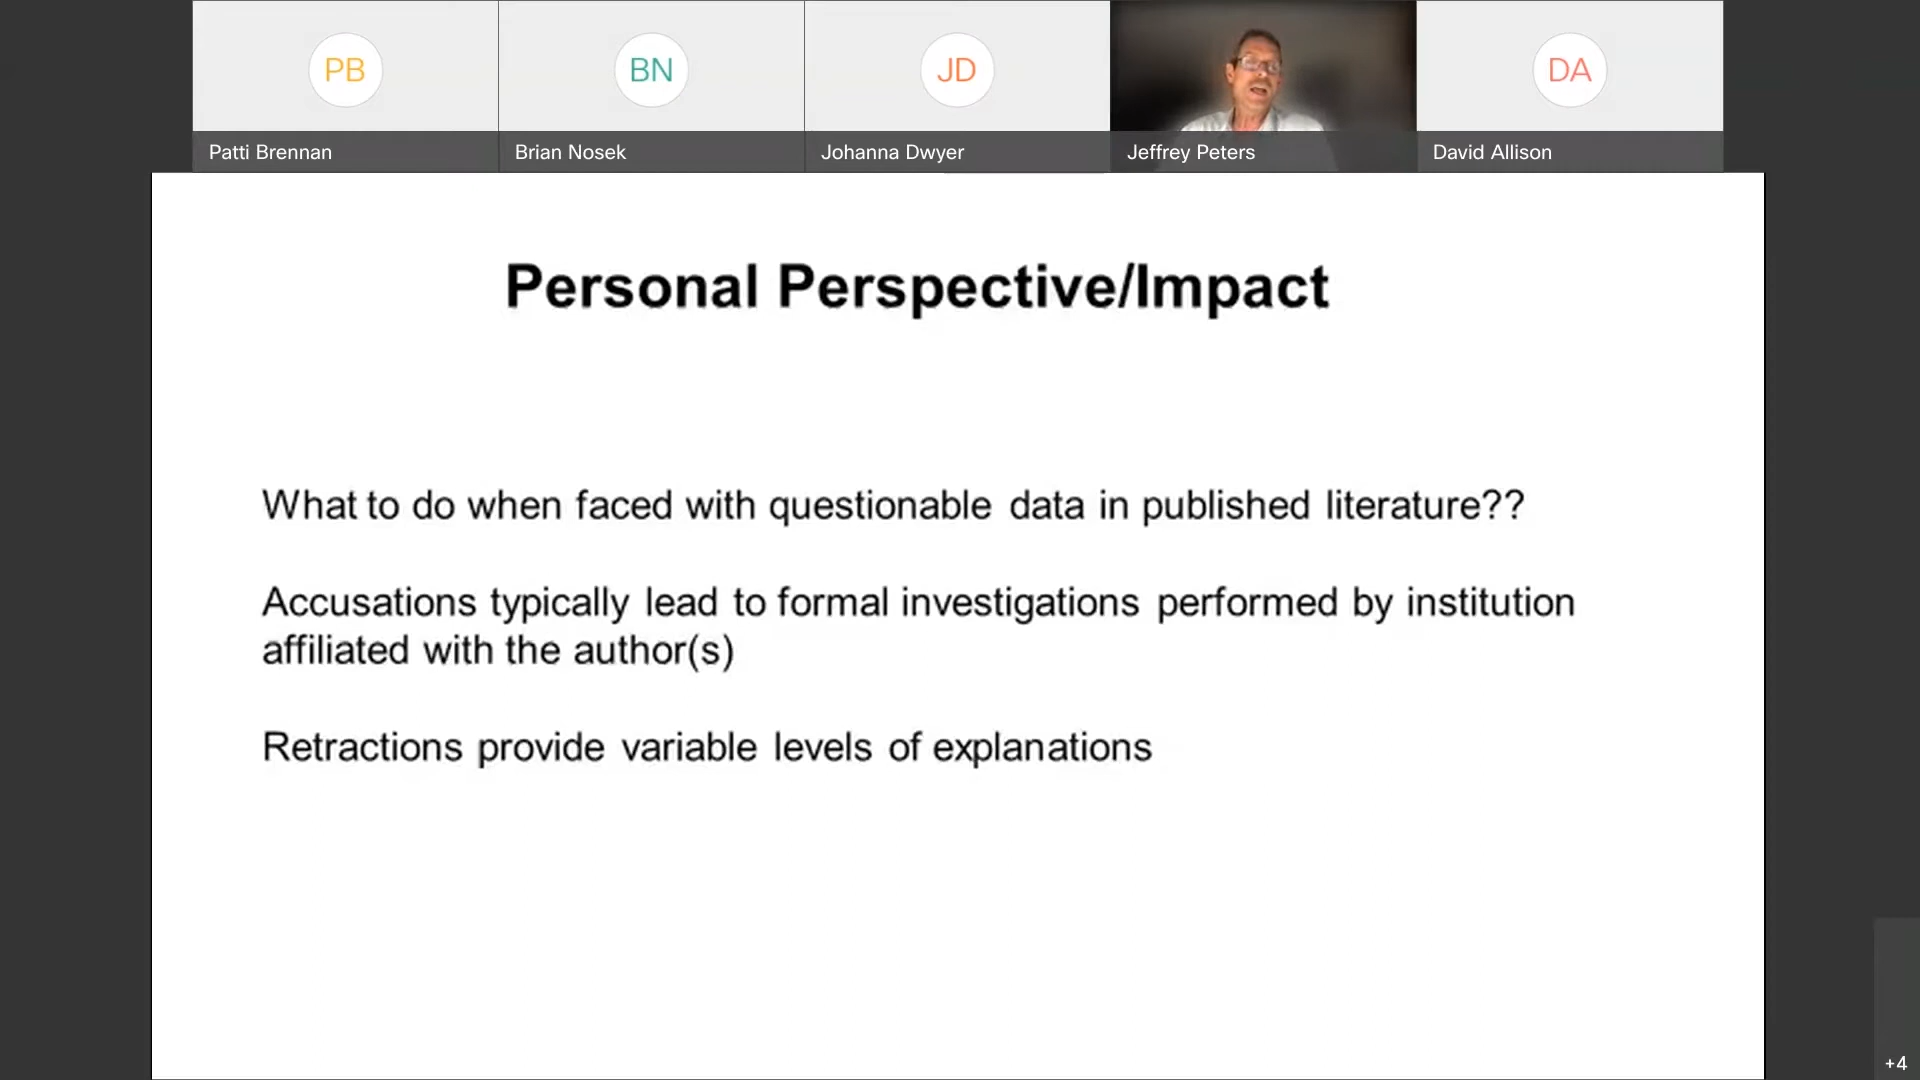 PB
BN
JD
DA
Patti Brennan
Brian Nosek
Johanna Dwyer
Jeffrey Peters
David Allison
Personal Perspective/Impact
What to do when faced with questionable data in published literature??
Accusations typically lead to formal investigations performed by institution
affiliated with the author(s)
Retractions provide variable levels of explanations
+4